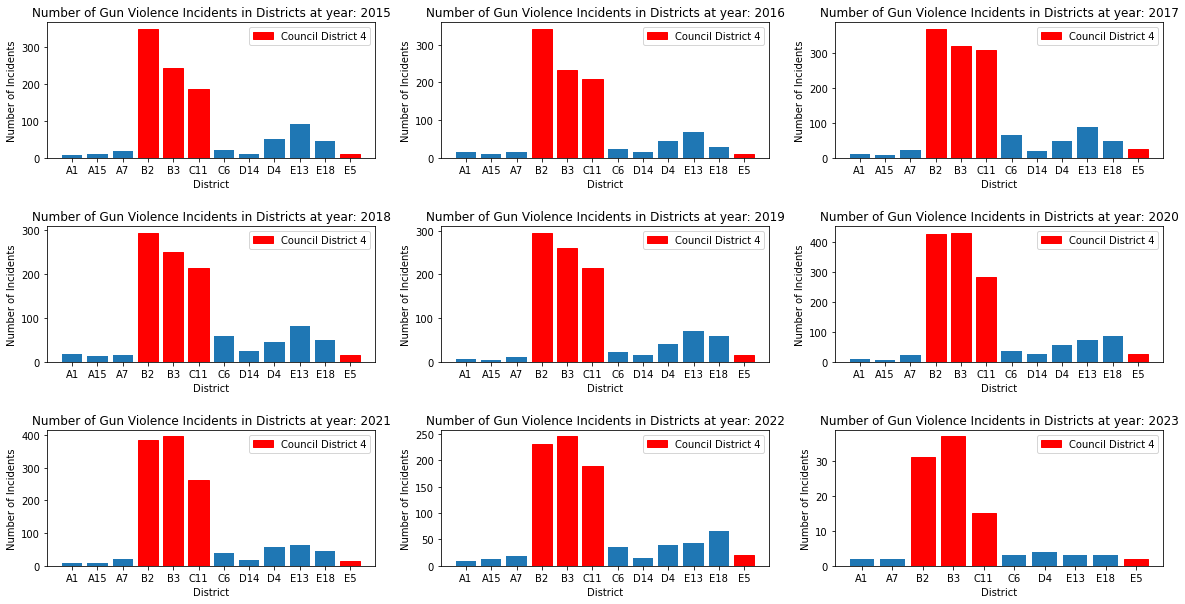 Number of Gun Violence Incidents in Districts at year: 2015
Number of Incidents
300
200
100
0
Council District 4
A1 A15 A7 B2 B3 C11 C6 D14 D4 E13 E18 E5
District
Number of Gun Violence Incidents in Districts at year: 2016
Number of Incidents
300
200
100
0
Council District 4
A1 A15 A7 B2 B3 C11 C6 D14 D4 E13 E18 E5
District
Number of Gun Violence Incidents in Districts at year: 2017
Number of Incidents
300
200
100
0
Council District 4
A1 A15 A7 B2 B3 C11 C6 D14 D4 E13 E18 E5
District
Number of Gun Violence Incidents in Districts at year: 2018
Number of Incidents
300
200
100
0
Council District 4
A1 A15 A7 B2 B3 C11 C6 D14 D4 E13 E18 E5
District
Number of Gun Violence Incidents in Districts at year: 2019
Number of Incidents
300
200
100
0
Council District 4
A1 A15 A7 B2 B3 C11 C6 D14 D4 E13 E18 E5
District
Number of Gun Violence Incidents in Districts at year: 2020
Number of Incidents
400
300
200
100
0
Council District 4
A1 A15 A7 B2 B3 C11 C6 D14 D4 E13 E18 E5
District
Number of Gun Violence Incidents in Districts at year: 2021
Number of Incidents
400
300
200
100
0
Council District 4
A1 A15 A7 B2 B3 C11 C6 D14 D4 E13 E18 E5
District
Number of Gun Violence Incidents in Districts at year: 2022
Number of Incidents
250
200
150
100
50
0
Council District 4
A1 A15 A7 B2 B3 C11 C6 D14 D4 E13 E18 E5
District
Number of Gun Violence Incidents in Districts at year: 2023
Number of Incidents
30
20
10
0
Council District 4
A1 A7 B2 B3 C11 C6 D4 E13 E18 E5
District